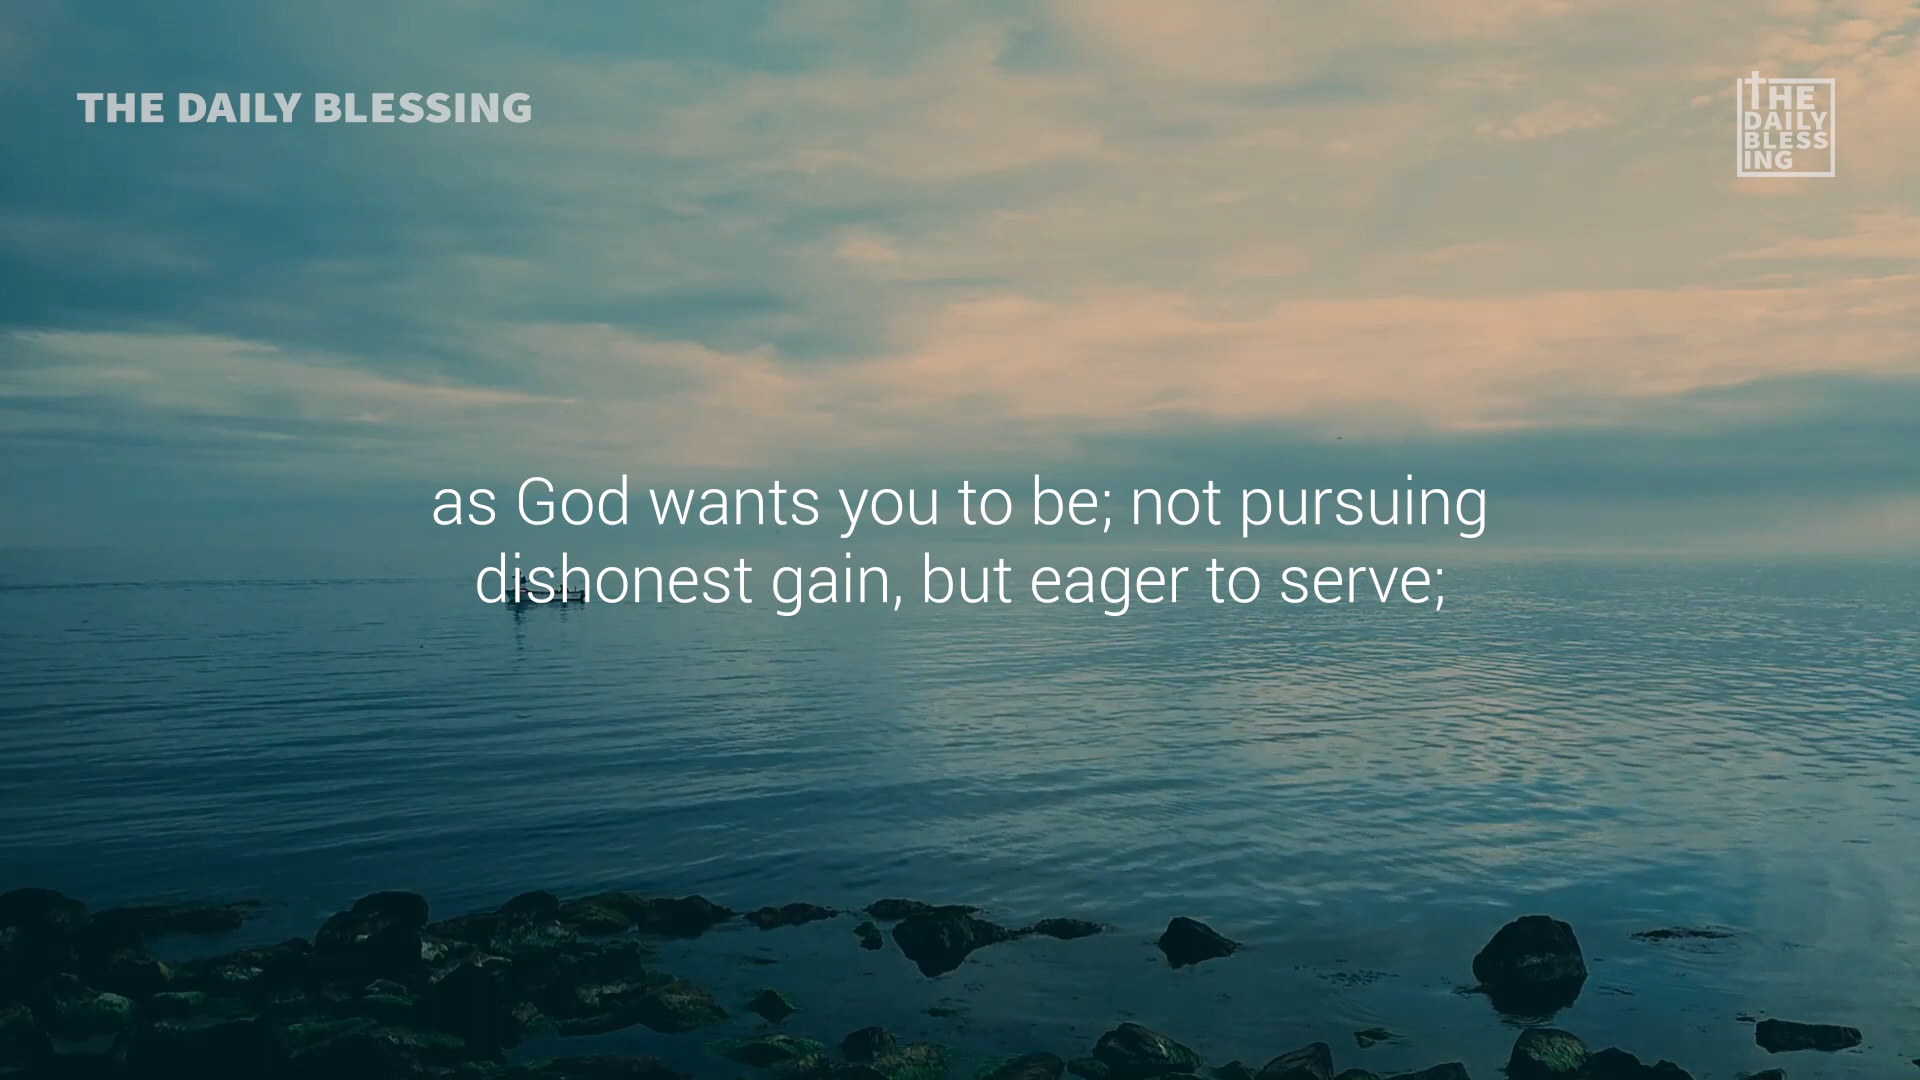 THE DAILY BLESSING
THE
DAILY
BLESS
ING
as God wants you to be; not pursuing
dishonest gain, but eager to serve;